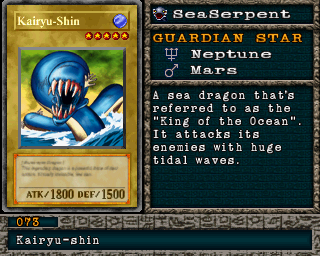 Kairyu-Shin
ATK/1800 DEF/1500
SeaSerpent
GUARDIAN STAR
Neptune
Mars
A sea dragon that's
referred to as the
"King of the Ocean".
It attacks its
enemies with huge
tidal waves.
073
Kairyu-shin